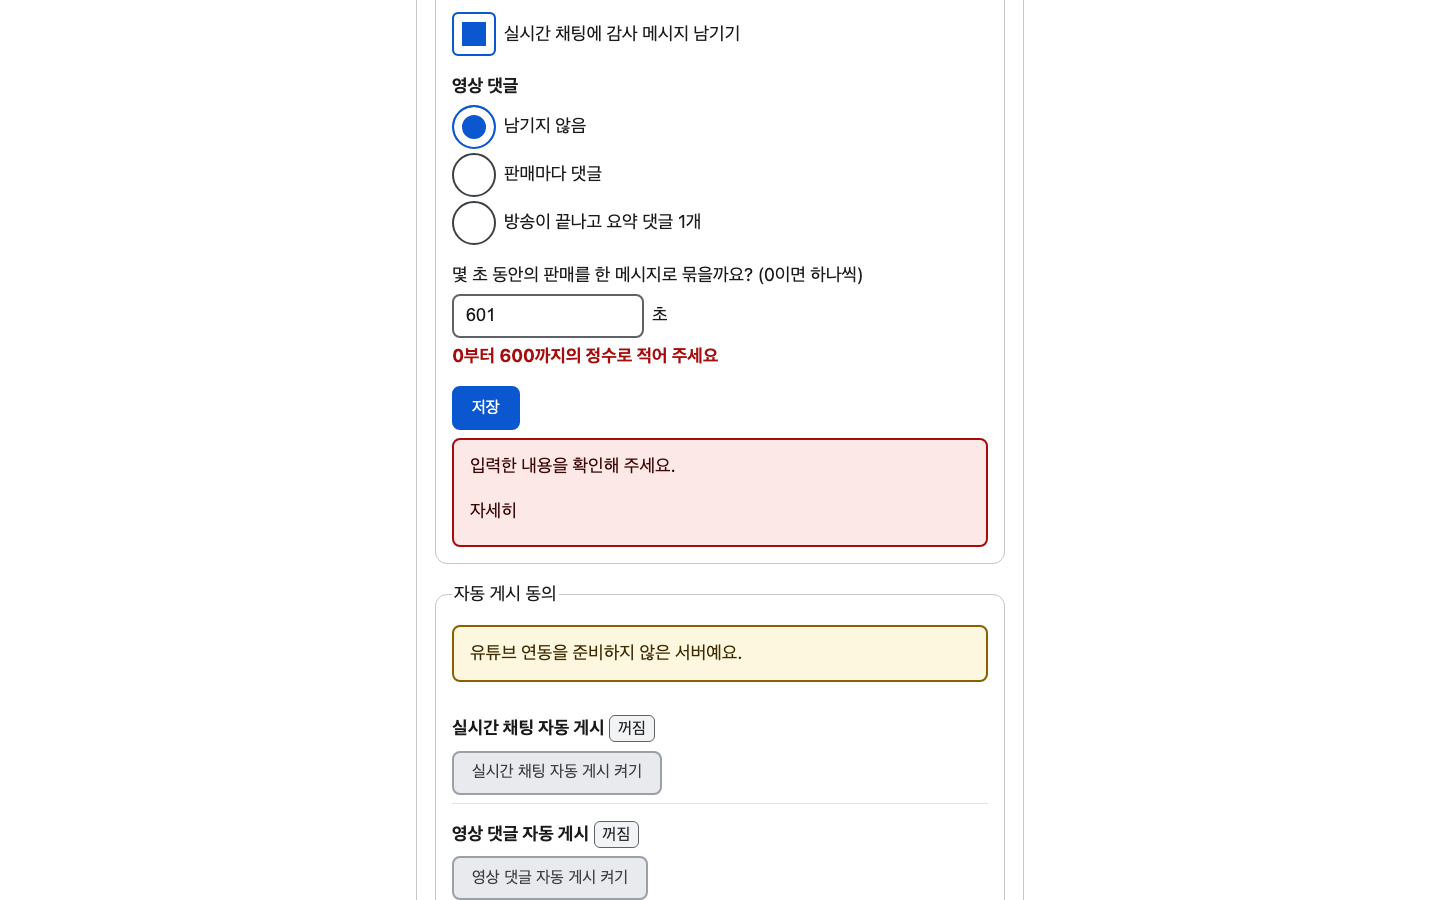 실시간 채팅에 감사 메시지 남기기
영상 댓글
남기지 않음
판매마다 댓글
방송이 끝나고 요약 댓글 1개
몇 초 동안의 판매를 한 메시지로 묶을까요? (0이면 하나씩)
601 초
0부터 600까지의 정수로 적어 주세요
저장
입력한 내용을 확인해 주세요.
자세히
자동 게시 동의
유튜브 연동을 준비하지 않은 서버예요.
실시간 채팅 자동 게시 꺼짐
실시간 채팅 자동 게시 켜기
영상 댓글 자동 게시 꺼짐
영상 댓글 자동 게시 켜기